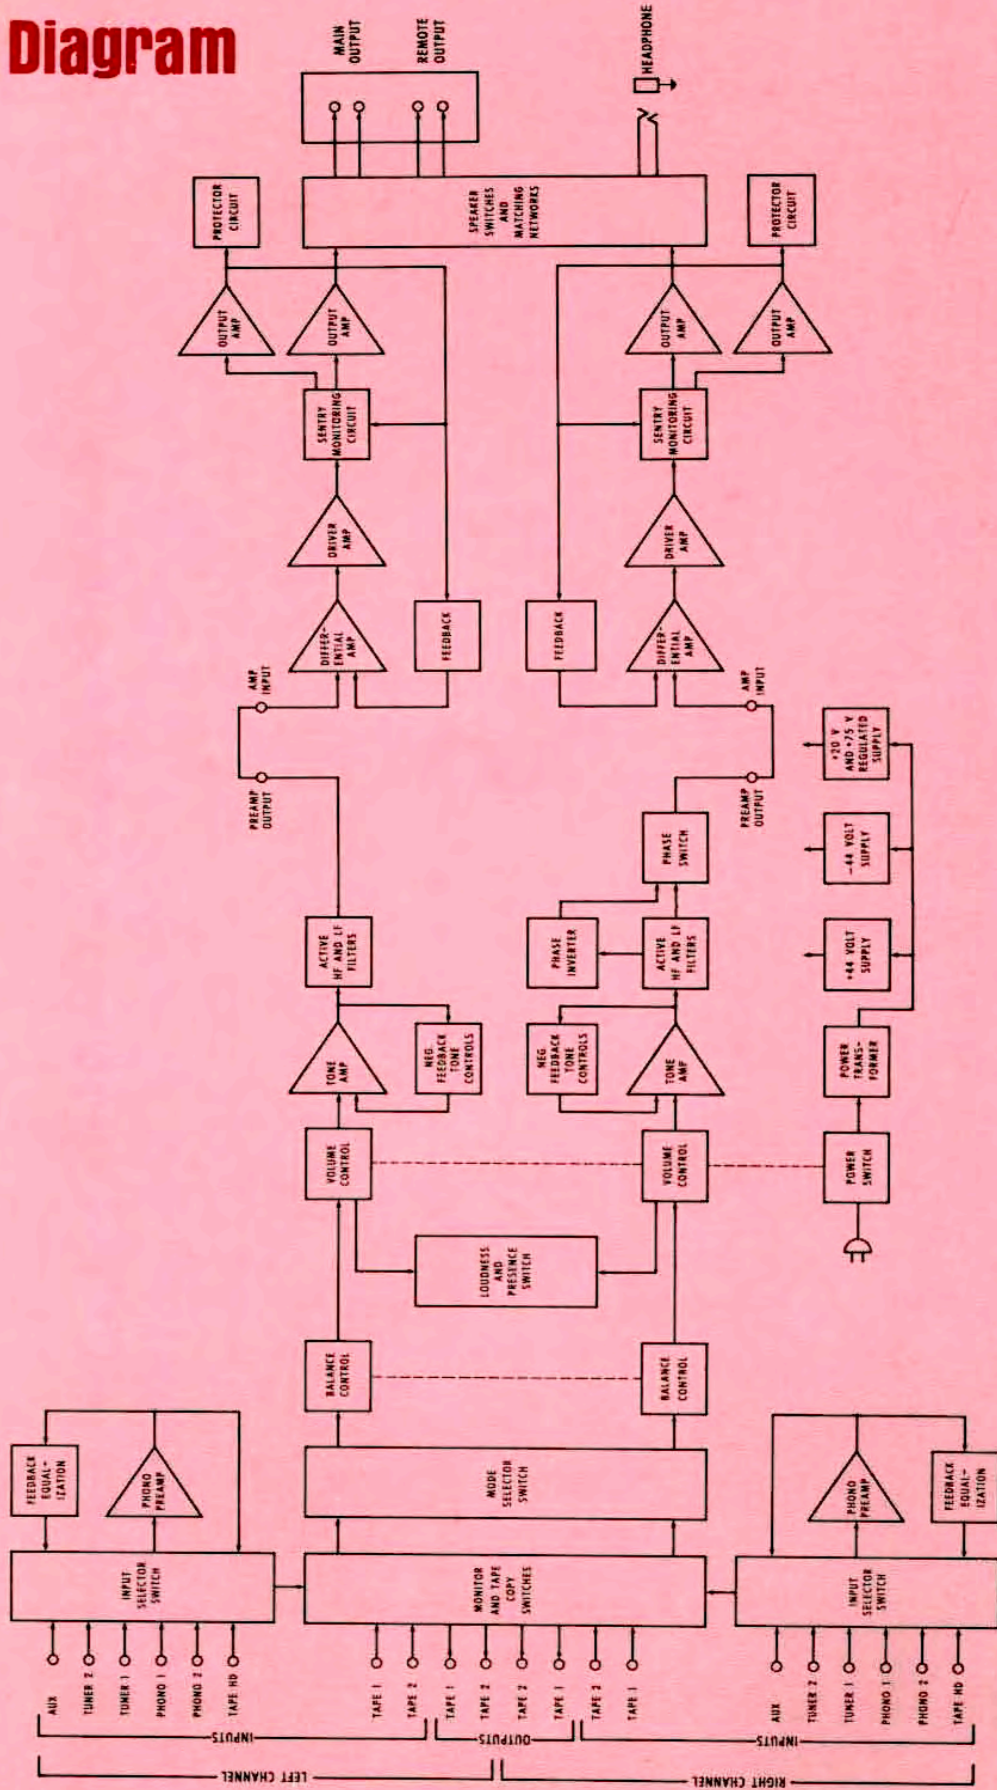 Diagram
MAIN
OUTPUT
REMOTE
OUTPUT
HEADPHONE
PROTECTOR
CIRCUIT
SPEAKER
SWITCHES
AND
MATCHING
NETWORKS
PROTECTOR
CIRCUIT
OUTPUT
AMP
OUTPUT
AMP
OUTPUT
AMP
OUTPUT
AMP
SENTRY
MONITORING
CIRCUIT
SENTRY
MONITORING
CIRCUIT
DRIVER
AMP
DRIVER
AMP
DIFFER-
ENTIAL
AMP
FEEDBACK
FEEDBACK
DIFFER-
ENTIAL
AMP
AMP
INPUT
AMP
INPUT
PREAMP
OUTPUT
PREAMP
OUTPUT
+20 V
AND +75 V
REGULATED
SUPPLY
PHASE
SWITCH
-44 VOLT
SUPPLY
ACTIVE
HF AND LF
FILTERS
PHASE
INVERTER
ACTIVE
HF AND LF
FILTERS
+44 VOLT
SUPPLY
TONE
AMP
NEG.
FEEDBACK
TONE
CONTROLS
NEG.
FEEDBACK
TONE
CONTROLS
TONE
AMP
POWER
TRANS-
FORMER
VOLUME
CONTROL
VOLUME
CONTROL
POWER
SWITCH
LOUDNESS
AND
PRESENCE
SWITCH
BALANCE
CONTROL
BALANCE
CONTROL
FEEDBACK
EQUAL-
IZATION
PHONO
PREAMP
MODE
SELECTOR
SWITCH
PHONO
PREAMP
FEEDBACK
EQUAL-
IZATION
INPUT
SELECTOR
SWITCH
MONITOR
AND TAPE
COPY
SWITCHES
INPUT
SELECTOR
SWITCH
AUX
TUNER 2
TUNER 1
PHONO 1
PHONO 2
TAPE HD
TAPE 1
TAPE 2
TAPE 1
TAPE 2
TAPE 2
TAPE 1
TAPE 2
TAPE 1
AUX
TUNER 2
TUNER 1
PHONO 1
PHONO 2
TAPE HD
INPUTS
OUTPUTS
INPUTS
LEFT CHANNEL
RIGHT CHANNEL